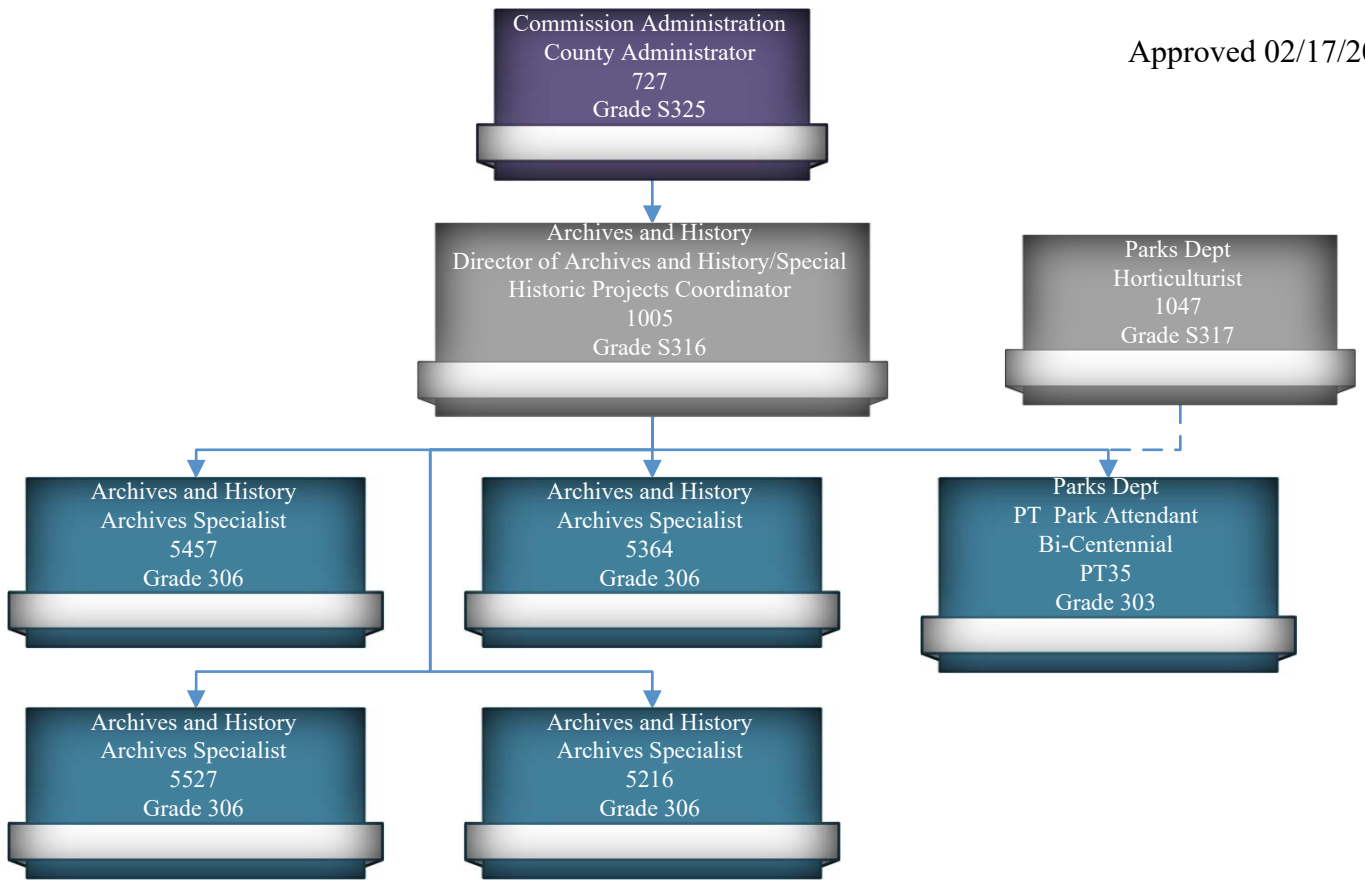 Commission Administration
County Administrator
727
Grade S325
Approved 02/17/20
Archives and History
Director of Archives and History/Special
Historic Projects Coordinator
1005
Grade S316
Parks Dept
Horticulturist
1047
Grade S317
Archives and History
Archives Specialist
5457
Grade 306
Archives and History
Archives Specialist
5364
Grade 306
Parks Dept
PT Park Attendant
Bi-Centennial
PT35
Grade 303
Archives and History
Archives Specialist
5527
Grade 306
Archives and History
Archives Specialist
5216
Grade 306